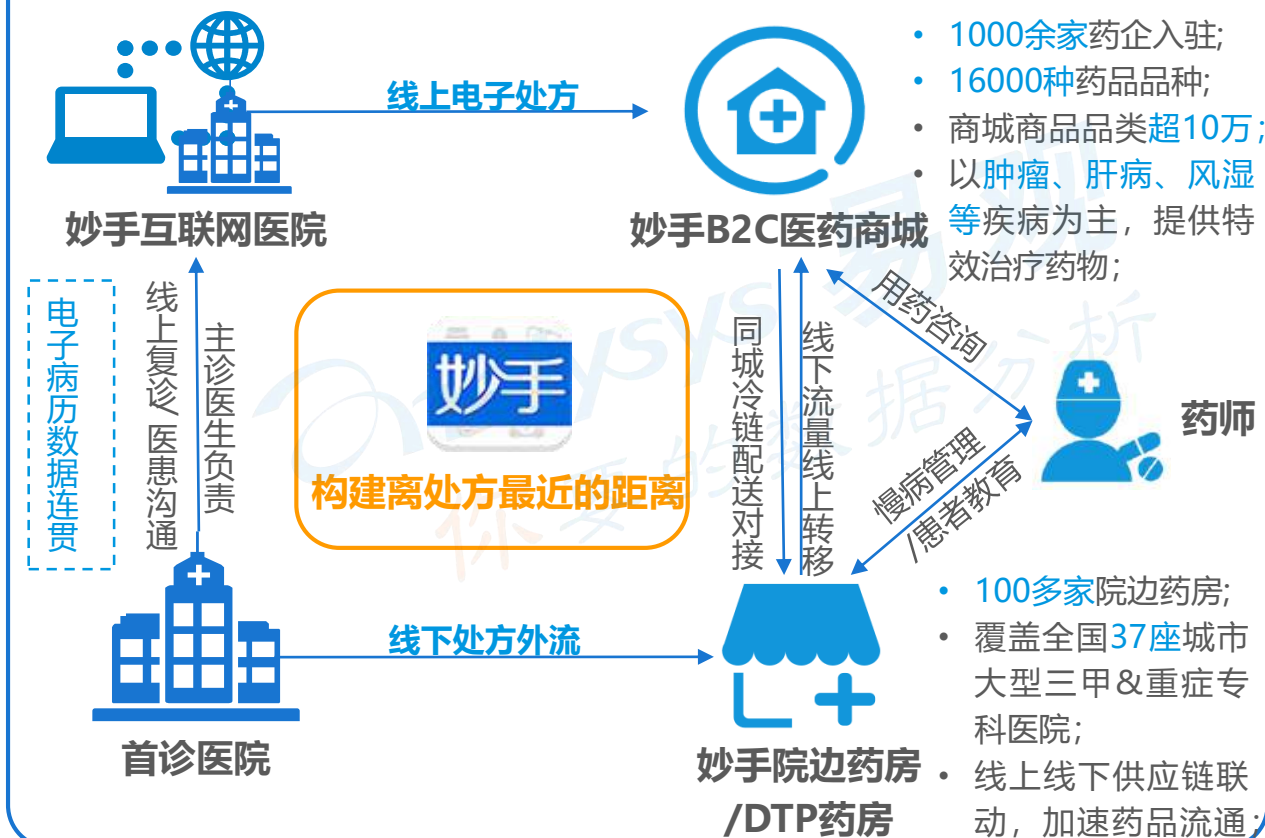 线上电子处方
妙手互联网医院
妙手B2C医药商城
• 1000余家药企入驻;
• 16000种药品品种;
• 商城商品品类超10万;
• 以肿瘤、肝病、风湿
等疾病为主，提供特
效治疗药物;
电子病历数据连贯
线上复诊/医患沟通
主诊医生负责
妙手
构建离处方最近的距离
同城冷链配送对接
线下流量线上转移
用药咨询
药师
慢病管理
/患者教育
analysys 易观
你要的数据分析
线下处方外流
首诊医院
妙手院边药房
/DTP药房
• 100多家院边药房;
• 覆盖全国37座城市
大型三甲&重症专
科医院;
• 线上线下供应链联
动，加速药品流通;